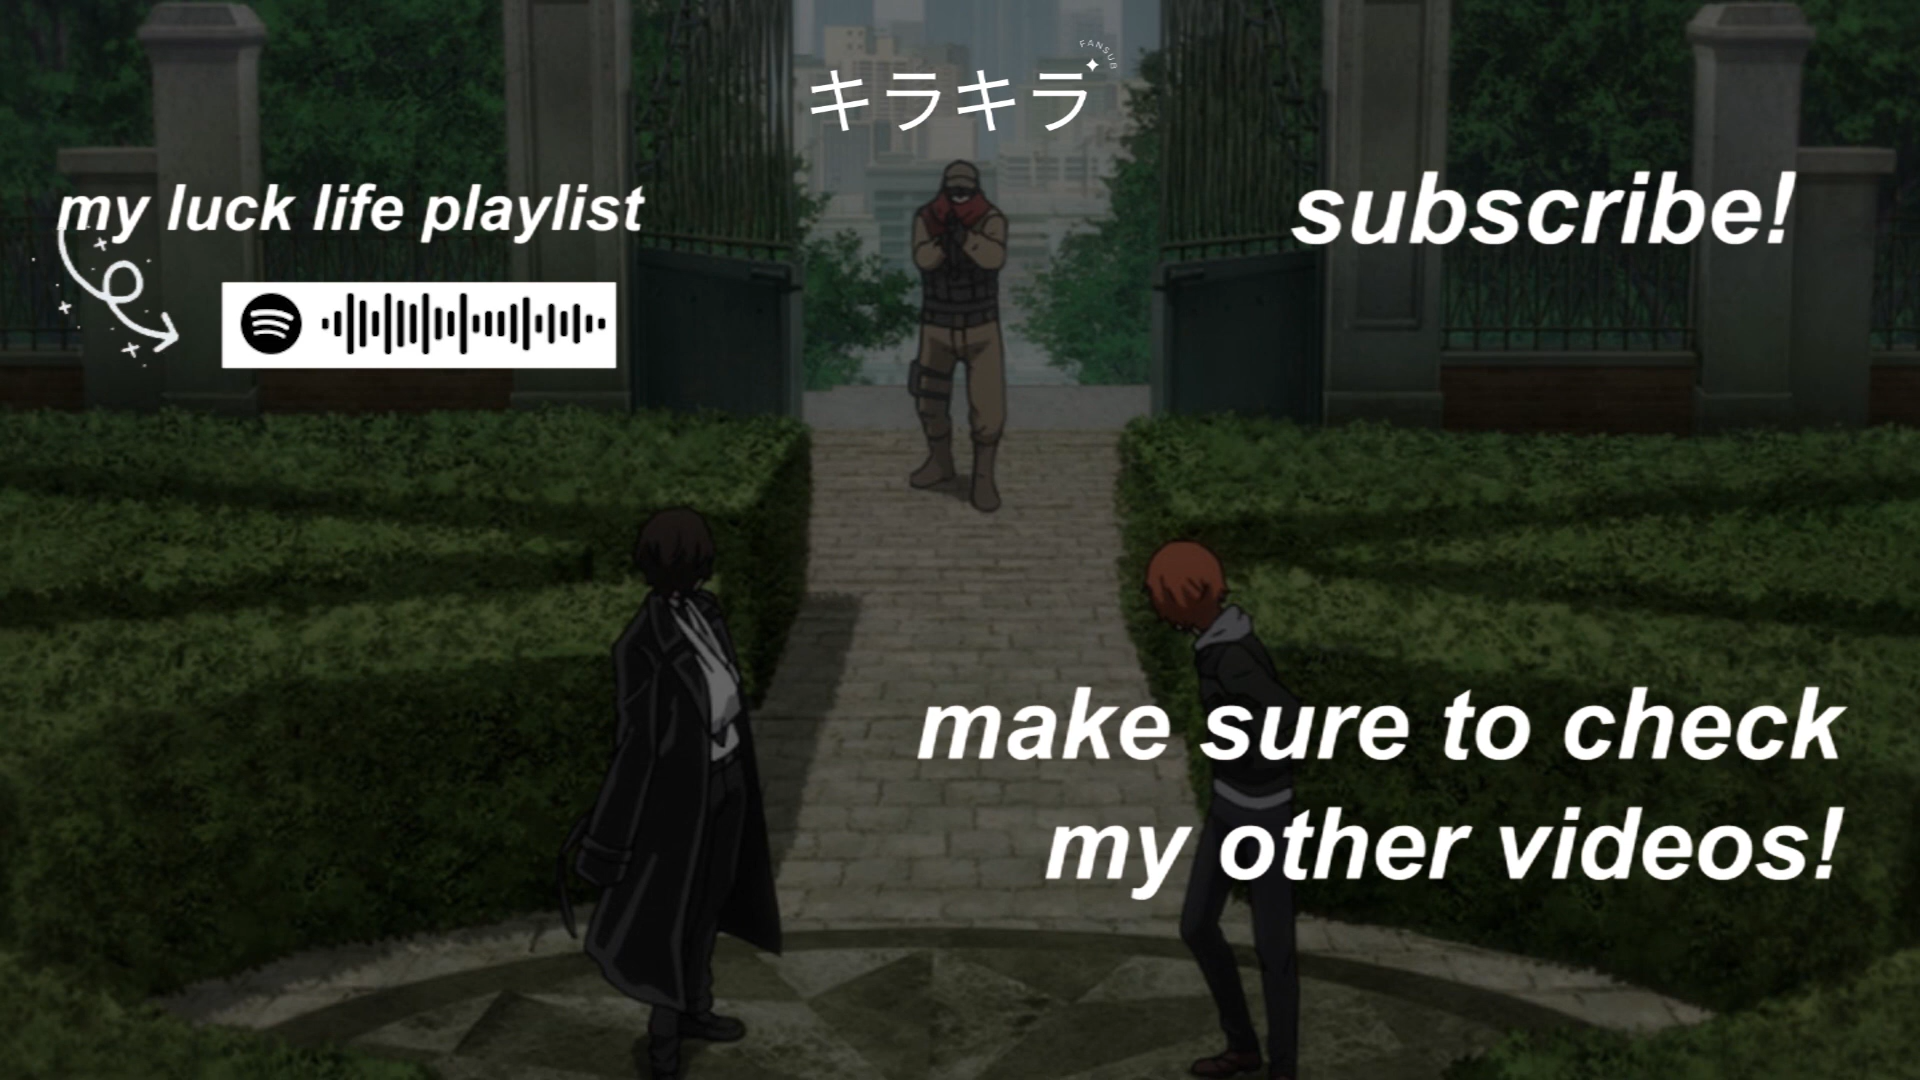 FANSUB
キラキラ
my luck life playlist
subscribe!
make sure to check
my other videos!